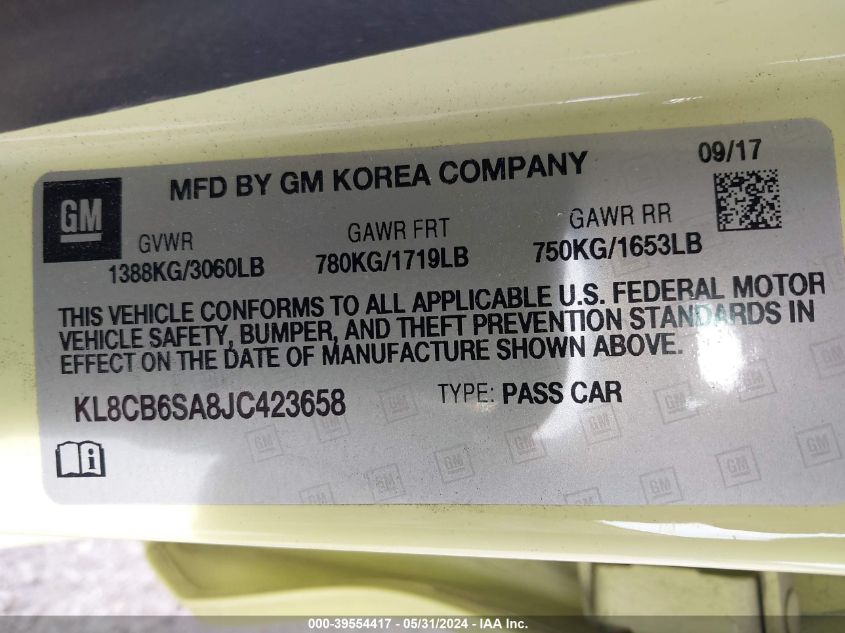 MFD BY GM KOREA COMPANY
09/17
GM
GVWR
GAWR FRT
GAWR RR
1388KG/3060LB
780KG/1719LB
750KG/1653LB
THIS VEHICLE CONFORMS TO ALL APPLICABLE U.S. FEDERAL MOTOR
VEHICLE SAFETY, BUMPER, AND THEFT PREVENTION STANDARDS IN
EFFECT ON THE DATE OF MANUFACTURE SHOWN ABOVE.
KL8CB6SA8JC423658
TYPE: PASS CAR
000-39554417 - 05/31/2024 - IAA Inc.